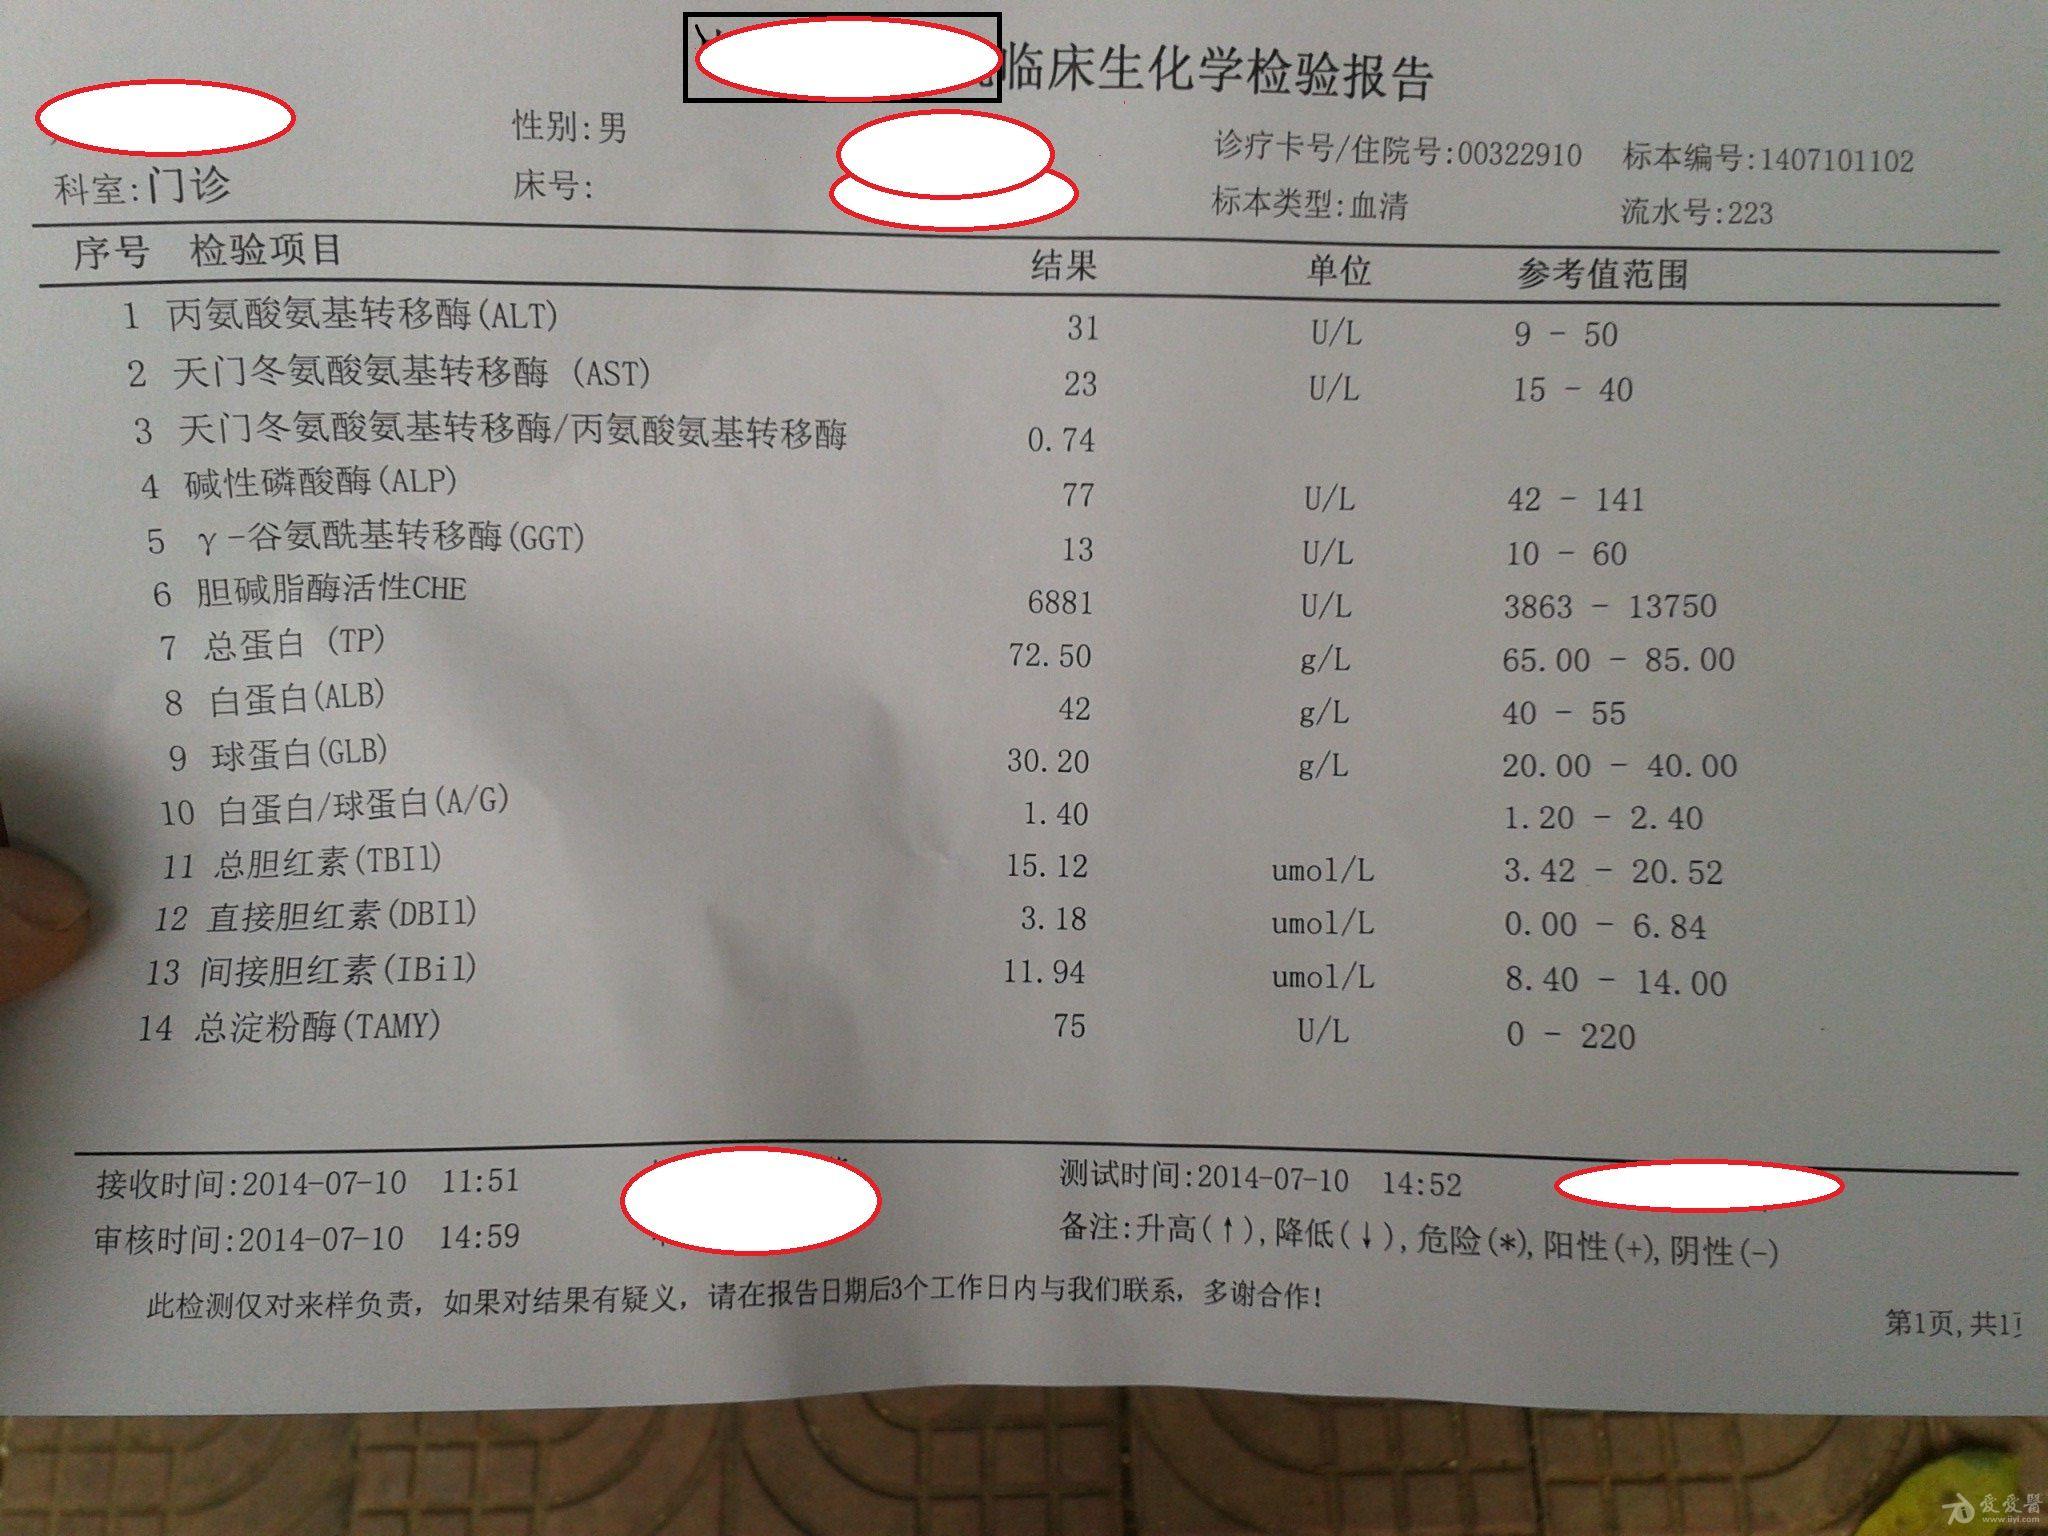 临床生化学检验报告
性别:男 诊疗卡号/住院号:00322910 标本编号:1407101102
科室:门诊 床号: 标本类型:血清 流水号:223
序号 检验项目 结果 单位 参考值范围
1 丙氨酸氨基转移酶(ALT) 31 U/L 9 - 50
2 天门冬氨酸氨基转移酶 (AST) 23 U/L 15 - 40
3 天门冬氨酸氨基转移酶/丙氨酸氨基转移酶 0.74
4 碱性磷酸酶(ALP) 77 U/L 42 - 141
5 γ-谷氨酰基转移酶(GGT) 13 U/L 10 - 60
6 胆碱脂酶活性CHE 6881 U/L 3863 - 13750
7 总蛋白 (TP) 72.50 g/L 65.00 - 85.00
8 白蛋白(ALB) 42 g/L 40 - 55
9 球蛋白(GLB) 30.20 g/L 20.00 - 40.00
10 白蛋白/球蛋白(A/G) 1.40 1.20 - 2.40
11 总胆红素(TBIl) 15.12 umol/L 3.42 - 20.52
12 直接胆红素(DBIl) 3.18 umol/L 0.00 - 6.84
13 间接胆红素(IBil) 11.94 umol/L 8.40 - 14.00
14 总淀粉酶(TAMY) 75 U/L 0 - 220
接收时间:2014-07-10 11:51 测试时间:2014-07-10 14:52
审核时间:2014-07-10 14:59 备注:升高(↑),降低(↓),危险(*),阳性(+),阴性(-)
此检测仅对来样负责，如果对结果有疑义，请在报告日期后3个工作日内与我们联系，多谢合作!
第1页,共1
爱爱醫
www.iiyi.com